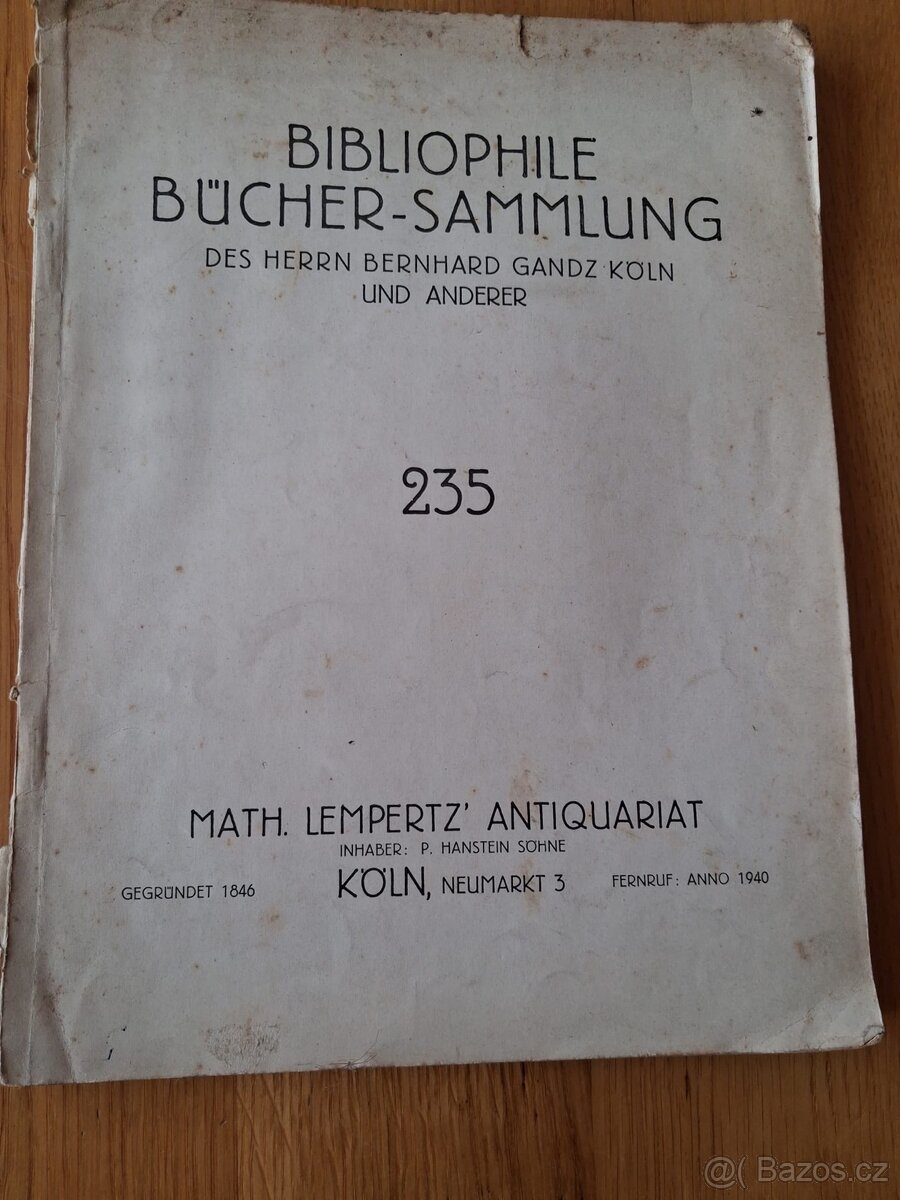 BIBLIOPHILE
BÜCHER-SAMMLUNG
DES HERRN BERNHARD GANDZ KÖLN
UND ANDERER
235
MATH. LEMPERTZ' ANTIQUARIAT
INHABER: P. HANSTEIN SÖHNE
GEGRÜNDET 1846 KÖLN, NEUMARKT 3 FERNRUF: ANNO 1940
@( Bazos.cz